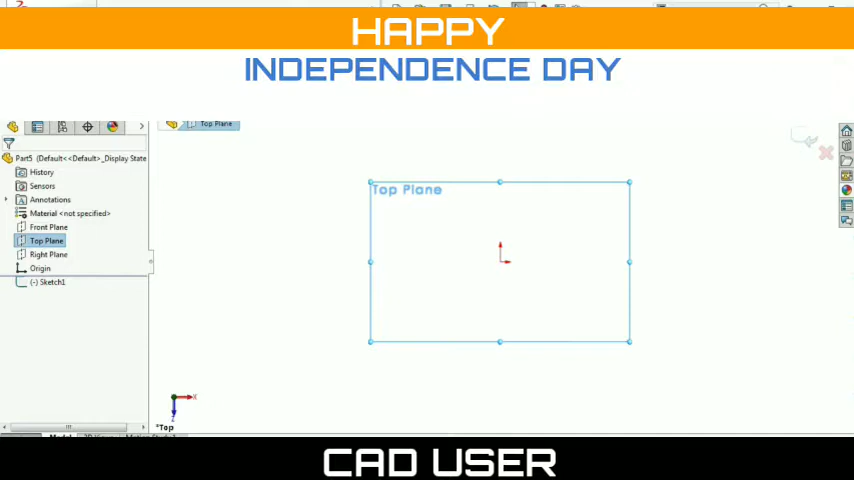 HAPPY
INDEPENDENCE DAY
Top Plane
Part5 (Default<<Default>_Display State
History
Sensors
Annotations
Material <not specified>
Front Plane
Top Plane
Right Plane
Origin
(-) Sketch1
Top Plane
X
Z
*Top
Model
CAD USER